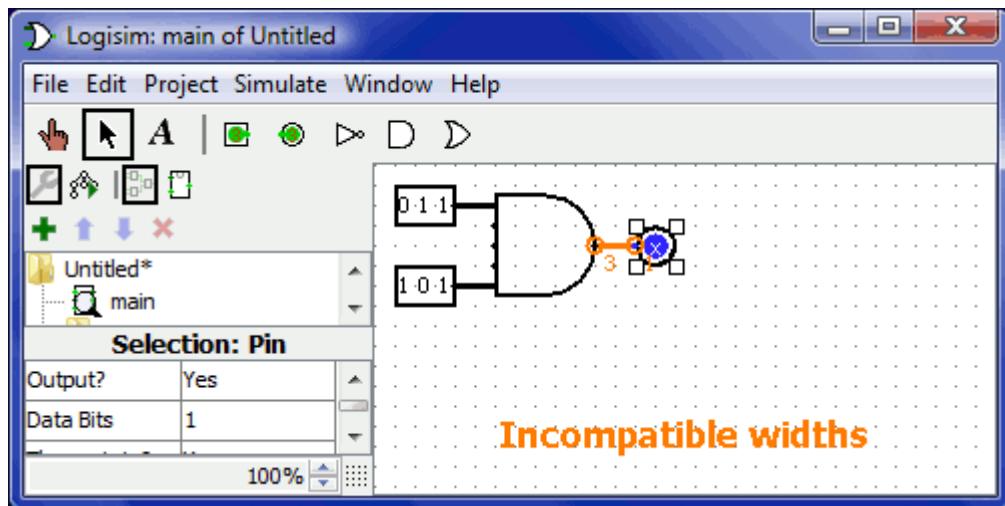 Logisim: main of Untitled
File Edit Project Simulate Window Help
A
0 1 1
3
x
1 0 1
Untitled*
main
Selection: Pin
Output? Yes
Data Bits 1
Incompatible widths
100%